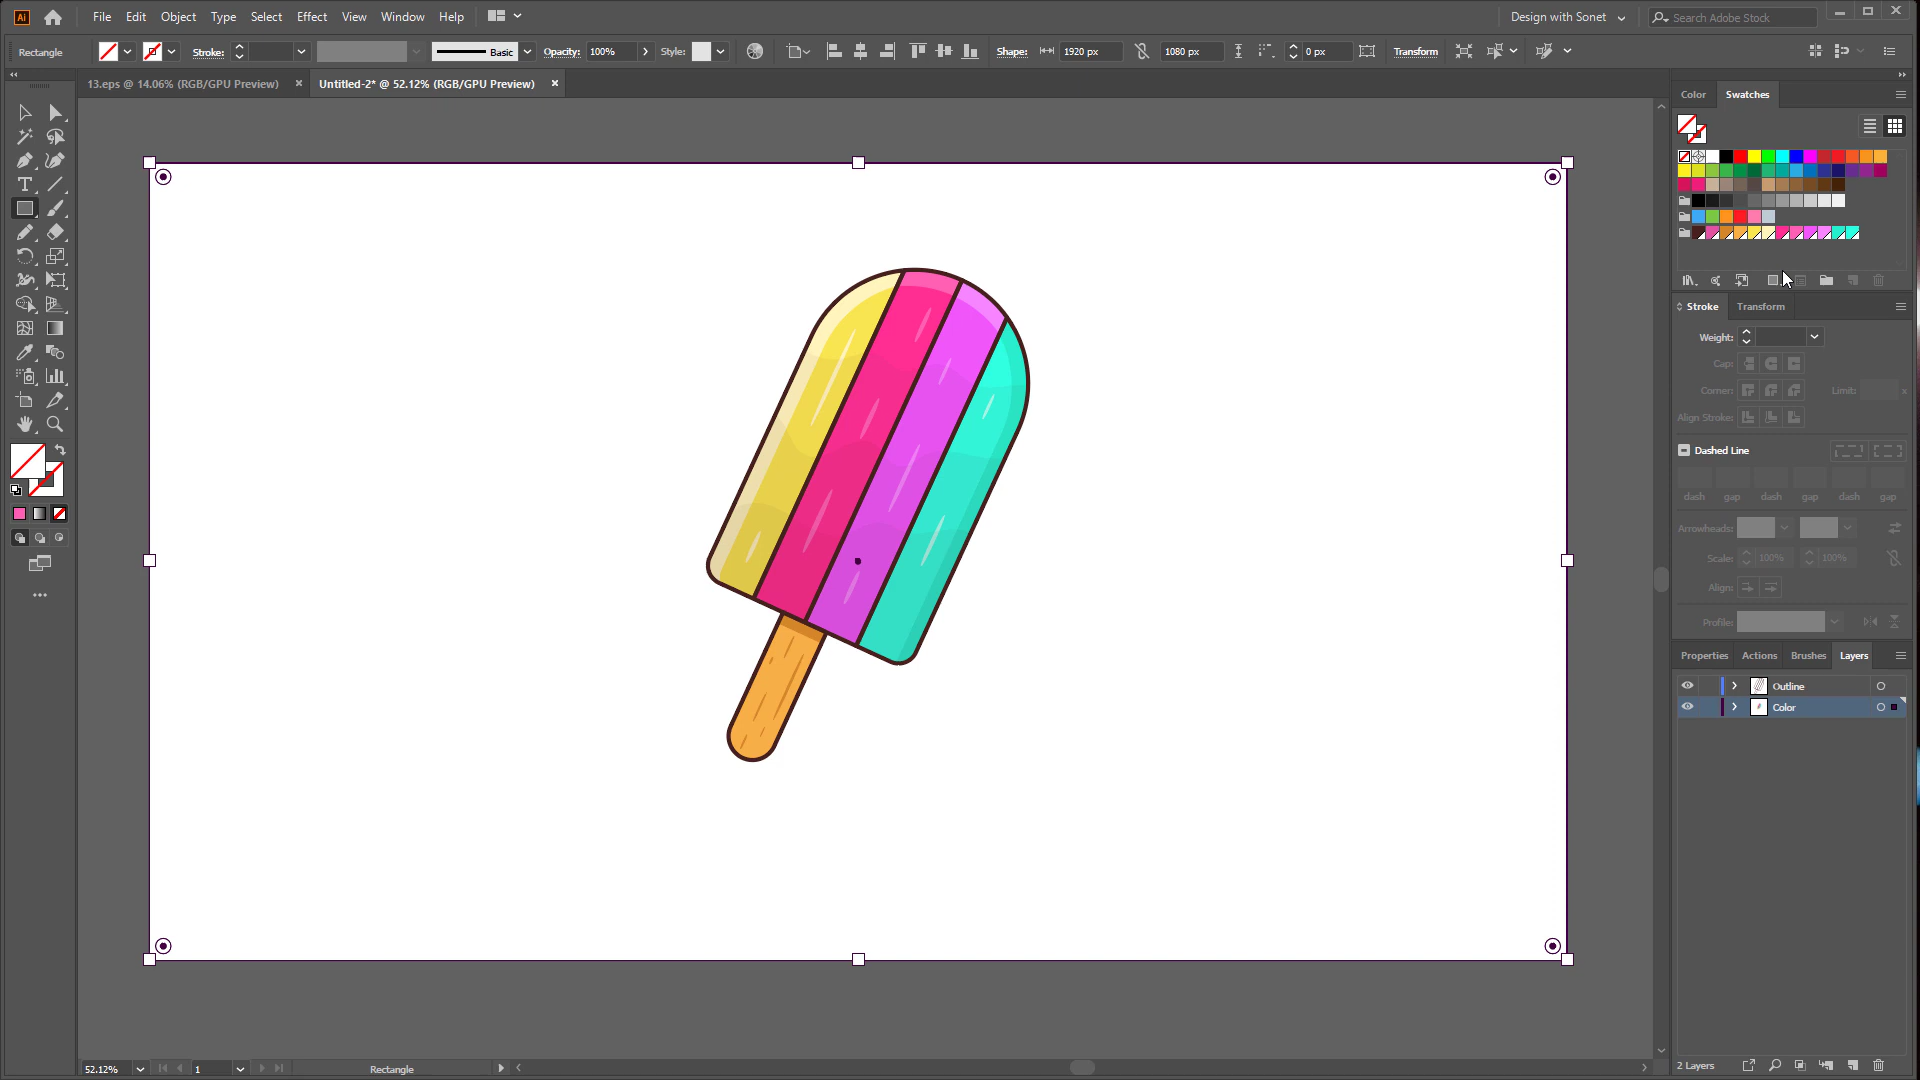 Ai File Edit Object Type Select Effect View Window Help Design with Sonet Search Adobe Stock
Rectangle Stroke: Basic Opacity: 100% Style: Shape: 1920 px 1080 px 0 px Transform
13.eps @ 14.06% (RGB/GPU Preview) × Untitled-2* @ 52.12% (RGB/GPU Preview) ×
Color Swatches
Stroke Transform
Weight:
Cap:
Corner: Limit: x
Align Stroke:
Dashed Line
dash gap dash gap dash gap
Arrowheads:
Scale: 100% 100%
Align:
Profile:
Properties Actions Brushes Layers
Outline
Color
2 Layers
52.12% 1 Rectangle